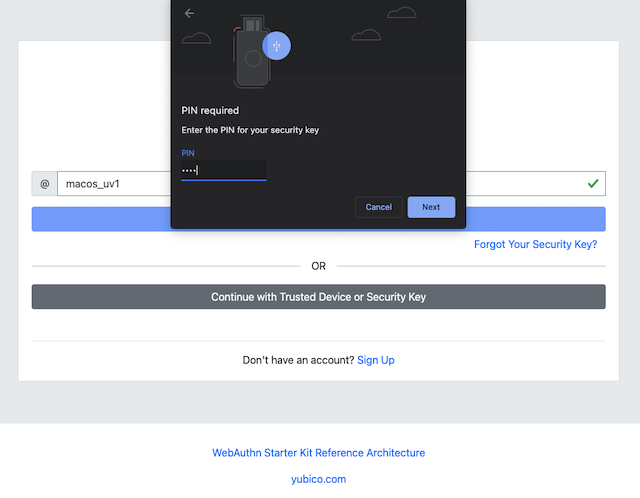 PIN required
Enter the PIN for your security key
PIN
••••
Cancel
Next
@
macos_uv1
Forgot Your Security Key?
OR
Continue with Trusted Device or Security Key
Don't have an account? Sign Up
WebAuthn Starter Kit Reference Architecture
yubico.com